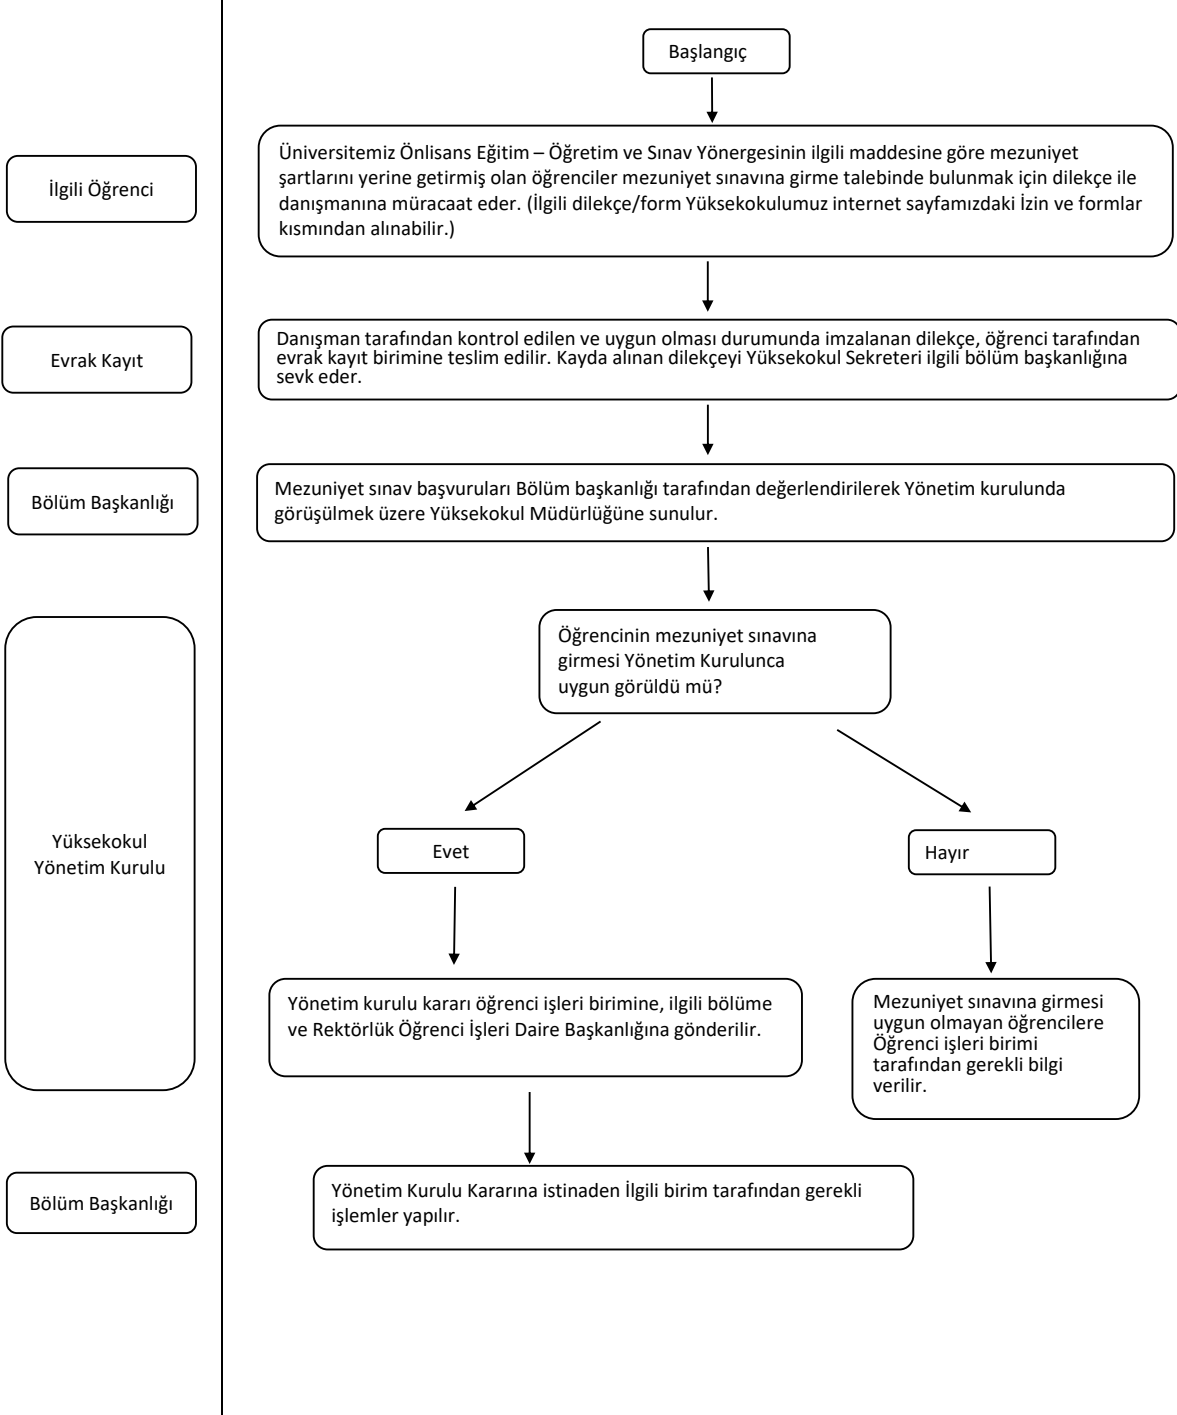 Başlangıç
İlgili Öğrenci
Üniversitemiz Önlisans Eğitim – Öğretim ve Sınav Yönergesinin ilgili maddesine göre mezuniyet
şartlarını yerine getirmiş olan öğrenciler mezuniyet sınavına girme talebinde bulunmak için dilekçe ile
danışmanına müracaat eder. (İlgili dilekçe/form Yüksekokulumuz internet sayfamızdaki İzin ve formlar
kısmından alınabilir.)
Evrak Kayıt
Danışman tarafından kontrol edilen ve uygun olması durumunda imzalanan dilekçe, öğrenci tarafından
evrak kayıt birimine teslim edilir. Kayda alınan dilekçeyi Yüksekokul Sekreteri ilgili bölüm başkanlığına
sevk eder.
Bölüm Başkanlığı
Mezuniyet sınav başvuruları Bölüm başkanlığı tarafından değerlendirilerek Yönetim kurulunda
görüşülmek üzere Yüksekokul Müdürlüğüne sunulur.
Öğrencinin mezuniyet sınavına
girmesi Yönetim Kurulunca
uygun görüldü mü?
Yüksekokul
Yönetim Kurulu
Evet
Hayır
Yönetim kurulu kararı öğrenci işleri birimine, ilgili bölüme
ve Rektörlük Öğrenci İşleri Daire Başkanlığına gönderilir.
Mezuniyet sınavına girmesi
uygun olmayan öğrencilere
Öğrenci işleri birimi
tarafından gerekli bilgi
verilir.
Bölüm Başkanlığı
Yönetim Kurulu Kararına istinaden İlgili birim tarafından gerekli
işlemler yapılır.